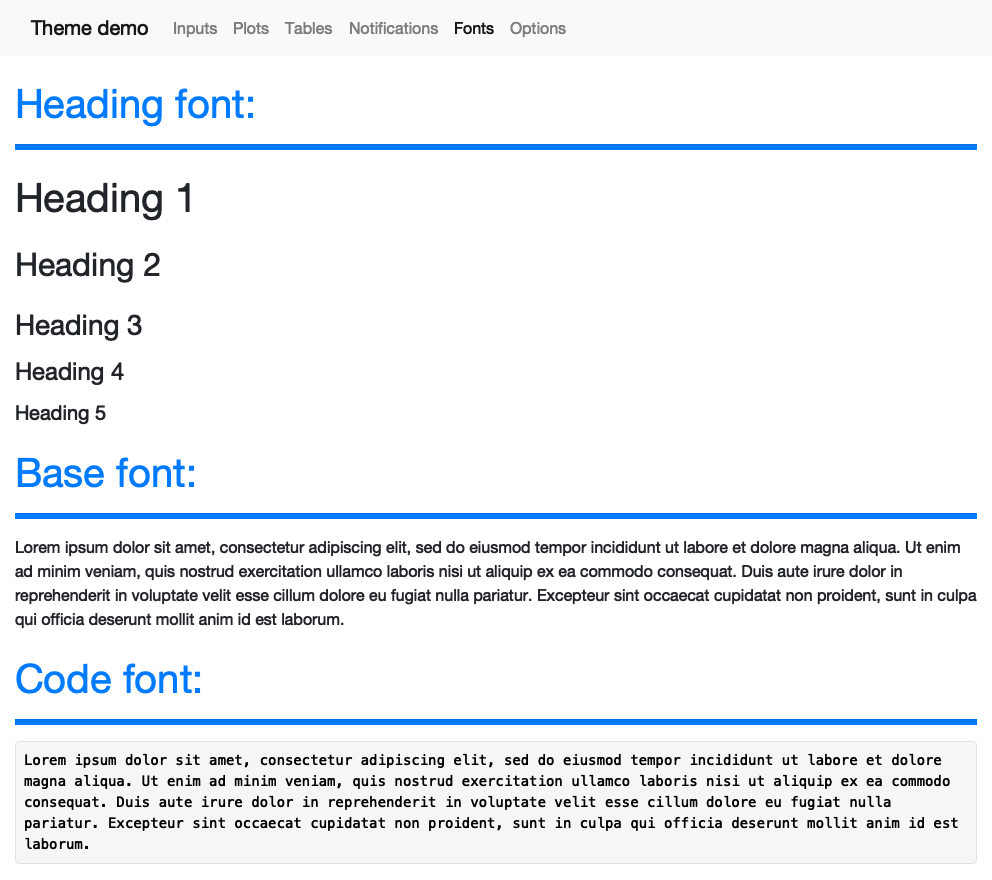 Theme demo Inputs Plots Tables Notifications Fonts Options
Heading font:
Heading 1
Heading 2
Heading 3
Heading 4
Heading 5
Base font:
Lorem ipsum dolor sit amet, consectetur adipiscing elit, sed do eiusmod tempor incididunt ut labore et dolore magna aliqua. Ut enim
ad minim veniam, quis nostrud exercitation ullamco laboris nisi ut aliquip ex ea commodo consequat. Duis aute irure dolor in
reprehenderit in voluptate velit esse cillum dolore eu fugiat nulla pariatur. Excepteur sint occaecat cupidatat non proident, sunt in culpa
qui officia deserunt mollit anim id est laborum.
Code font:
Lorem ipsum dolor sit amet, consectetur adipiscing elit, sed do eiusmod tempor incididunt ut labore et dolore
magna aliqua. Ut enim ad minim veniam, quis nostrud exercitation ullamco laboris nisi ut aliquip ex ea commodo
consequat. Duis aute irure dolor in reprehenderit in voluptate velit esse cillum dolore eu fugiat nulla
pariatur. Excepteur sint occaecat cupidatat non proident, sunt in culpa qui officia deserunt mollit anim id est
laborum.